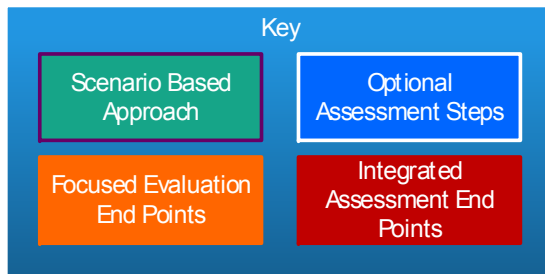 Key
Scenario Based
Approach
Optional
Assessment Steps
Focused Evaluation
End Points
Integrated
Assessment End
Points